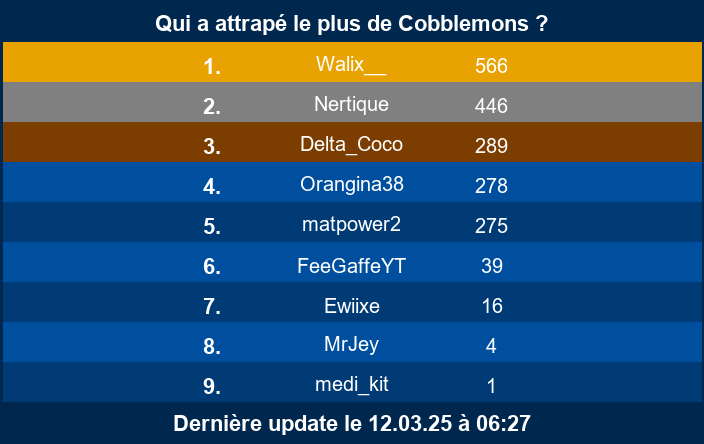 Qui a attrapé le plus de Cobblemons ?
1. Walix__ 566
2. Nertique 446
3. Delta_Coco 289
4. Orangina38 278
5. matpower2 275
6. FeeGaffeYT 39
7. Ewiixe 16
8. MrJey 4
9. medi_kit 1
Dernière update le 12.03.25 à 06:27